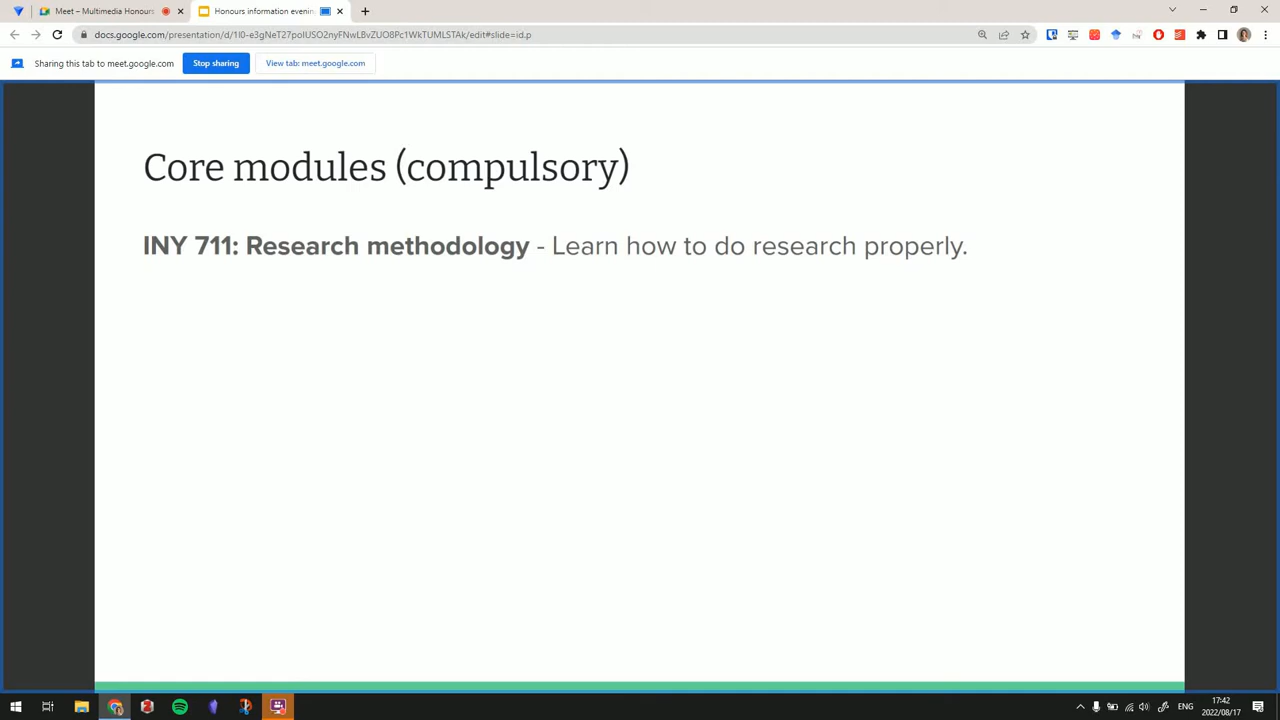 Meet – Multimedia Honours
Honours information evenin
docs.google.com/presentation/d/1I0-e3gNeT27poIIJSO2nyFNwLBvZUO8Pc1WkTUMLSTAk/edit#slide=id.p
Sharing this tab to meet.google.com
Stop sharing
View tab: meet.google.com
Core modules (compulsory)
INY 711: Research methodology - Learn how to do research properly.
ENG
17:42
2022/08/17